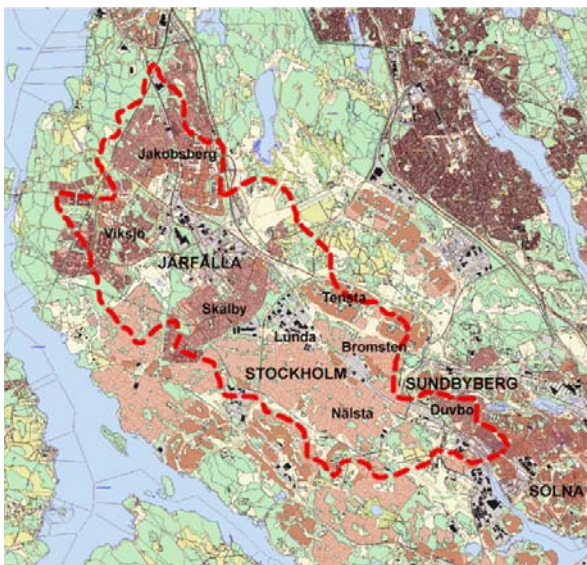 Jakobsberg
Viksjö
JÄRFÄLLA
Skälby
Tensta
Lunda
Bromsten
STOCKHOLM
SUNDBYBERG
Duvbo
Nälsta
SOLNA